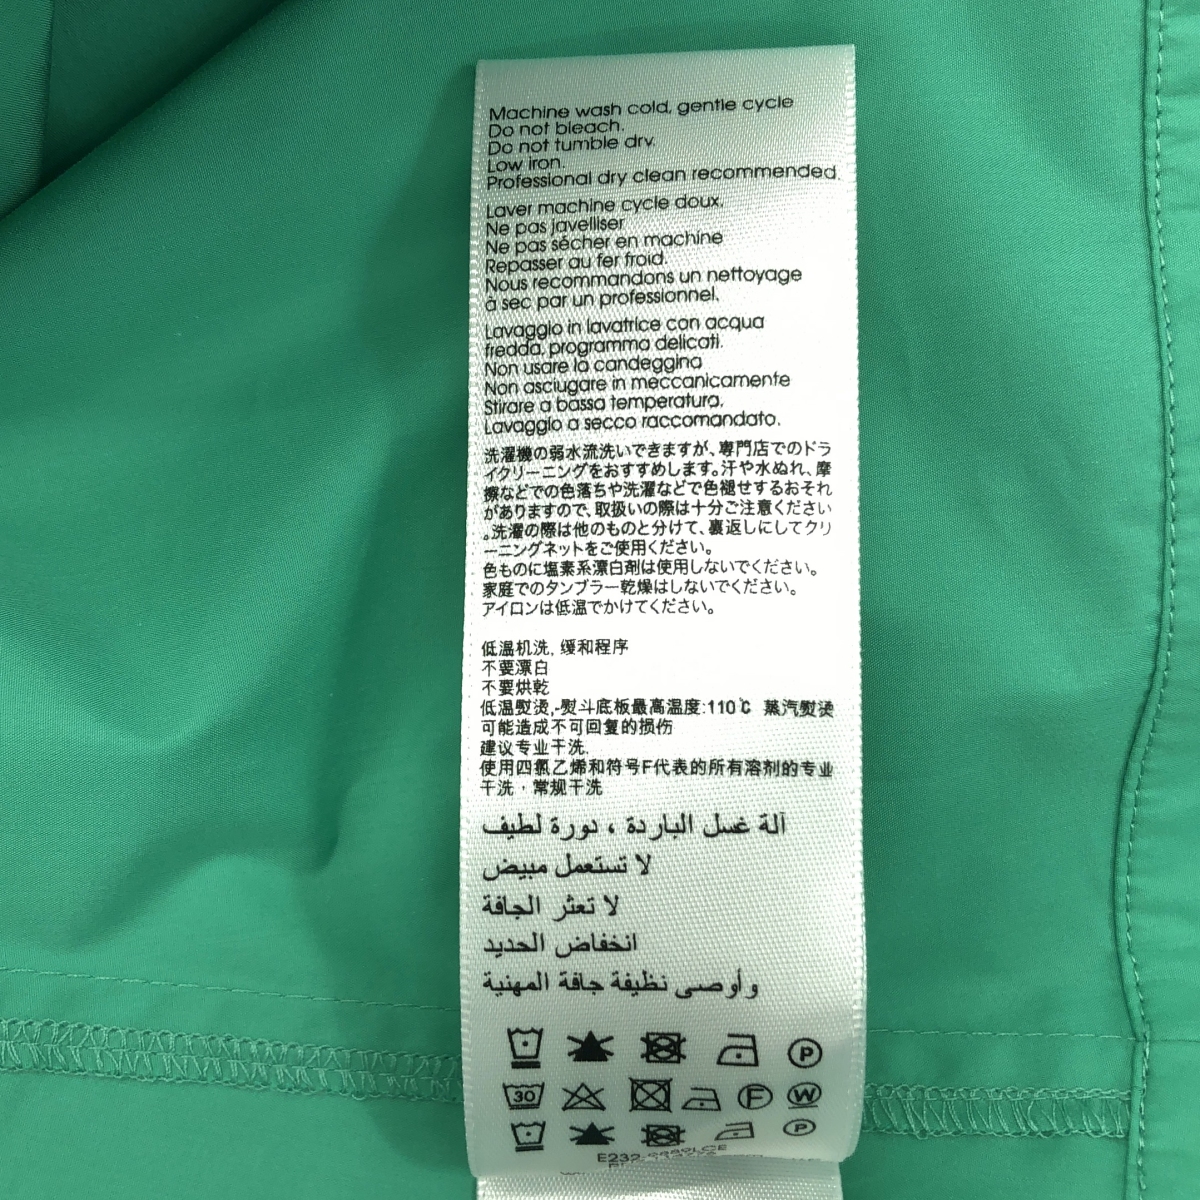 Machine wash cold, gentle cycle
Do not bleach.
Do not tumble dry.
Low iron.
Professional dry clean recommended.
Laver machine cycle doux.
Ne pas javelliser
Ne pas sécher en machine
Repasser au fer froid.
Nous recommandons un nettoyage
à sec par un professionnel.
Lavaggio in lavatrice con acqua
fredda, programma delicati.
Non usare la candeggina
Non asciugare in meccanicamente
Stirare a bassa temperatura.
Lavaggio a secco raccomandato.
洗濯機の弱水流洗いできますが、専門店でのドラ
イクリーニングをおすすめします。汗や水ぬれ、摩
擦などでの色落ちや洗濯などで色褪せするおそれ
がありますので、取扱いの際は十分ご注意ください
。洗濯の際は他のものと分けて、裏返しにしてクリ
ーニングネットをご使用ください。
色ものに塩素系漂白剤は使用しないでください。
家庭でのタンブラー乾燥はしないでください。
アイロンは低温でかけてください。
低温机洗, 缓和程序
不要漂白
不要烘乾
低温熨烫,-熨斗底板最高温度:110℃ 蒸汽熨烫
可能造成不可回复的损伤
建议专业干洗.
使用四氯乙烯和符号F代表的所有溶剂的专业
干洗，常规干洗
آلة غسل الباردة ، دورة لطيف
لا تستعمل مبيض
لا تعثر الجافة
انخفاض الحديد
وأوصى نظيفة جافة المهنية
P
30 F W
P